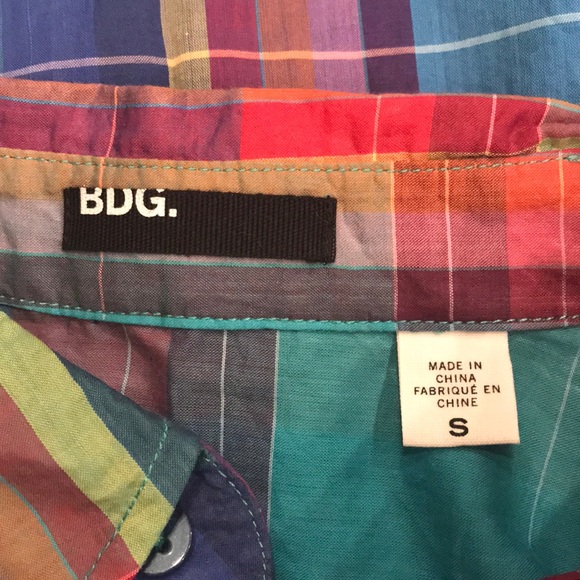 BDG.
MADE IN
CHINA
FABRIQUÉ EN
CHINE
S